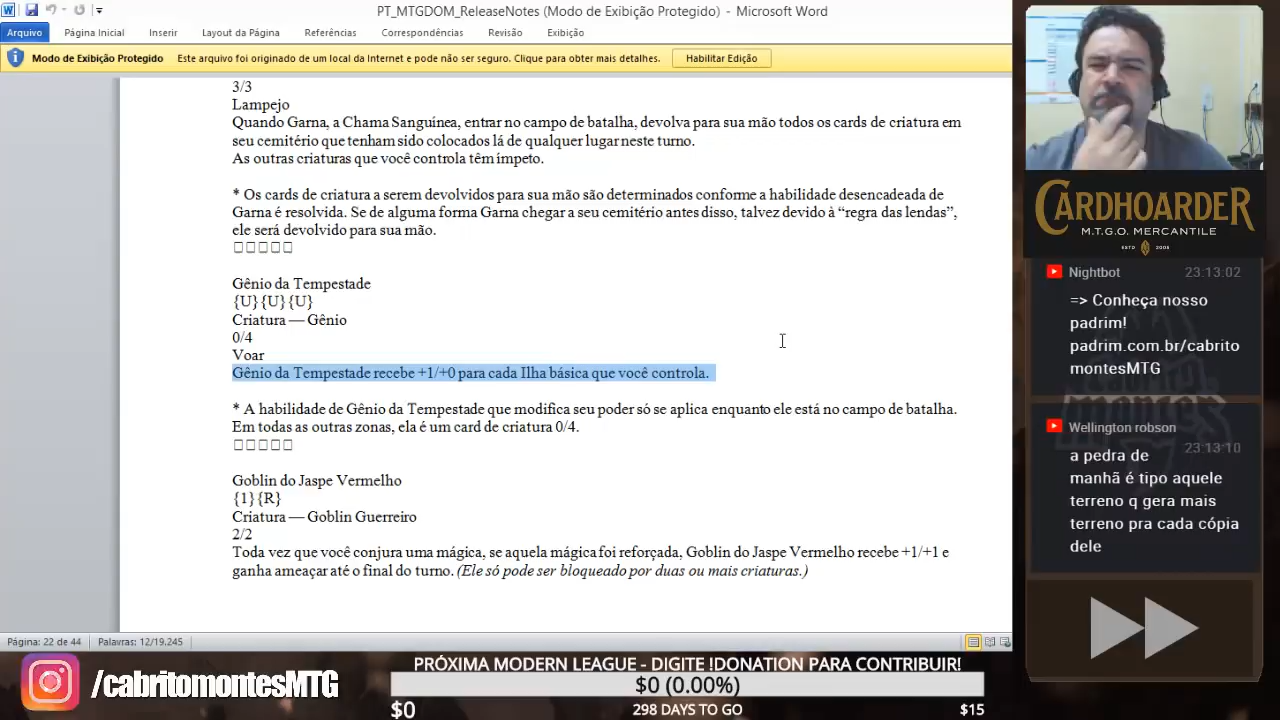 PT_MTGDOM_ReleaseNotes (Modo de Exibição Protegido) - Microsoft Word
Arquivo Página Inicial Inserir Layout da Página Referências Correspondências Revisão Exibição
Modo de Exibição Protegido Este arquivo foi originado de um local da Internet e pode não ser seguro. Clique para obter mais detalhes. Habilitar Edição
3/3
Lampejo
Quando Garna, a Chama Sanguínea, entrar no campo de batalha, devolva para sua mão todos os cards de criatura em
seu cemitério que tenham sido colocados lá de qualquer lugar neste turno.
As outras criaturas que você controla têm ímpeto.
* Os cards de criatura a serem devolvidos para sua mão são determinados conforme a habilidade desencadeada de
Garna é resolvida. Se de alguma forma Garna chegar a seu cemitério antes disso, talvez devido à “regra das lendas”,
ele será devolvido para sua mão.
Gênio da Tempestade
{U}{U}{U}
Criatura — Gênio
0/4
Voar
Gênio da Tempestade recebe +1/+0 para cada Ilha básica que você controla.
* A habilidade de Gênio da Tempestade que modifica seu poder só se aplica enquanto ele está no campo de batalha.
Em todas as outras zonas, ela é um card de criatura 0/4.
Goblin do Jaspe Vermelho
{1}{R}
Criatura — Goblin Guerreiro
2/2
Toda vez que você conjura uma mágica, se aquela mágica foi reforçada, Goblin do Jaspe Vermelho recebe +1/+1 e
ganha ameaçar até o final do turno. (Ele só pode ser bloqueado por duas ou mais criaturas.)
Página: 22 de 44 Palavras: 12/19.245
CARDHOARDER
M.T.G.O. MERCANTILE
ESTD 2006
Nightbot 23:13:02
=> Conheça nosso
padrim!
padrim.com.br/cabrito
montesMTG
Wellington robson 23:13:10
a pedra de
manhã é tipo aquele
terreno q gera mais
terreno pra cada cópia
dele
/cabritomontesMTG
PRÓXIMA MODERN LEAGUE - DIGITE !DONATION PARA CONTRIBUIR!
$0 (0.00%)
$0 298 DAYS TO GO $15